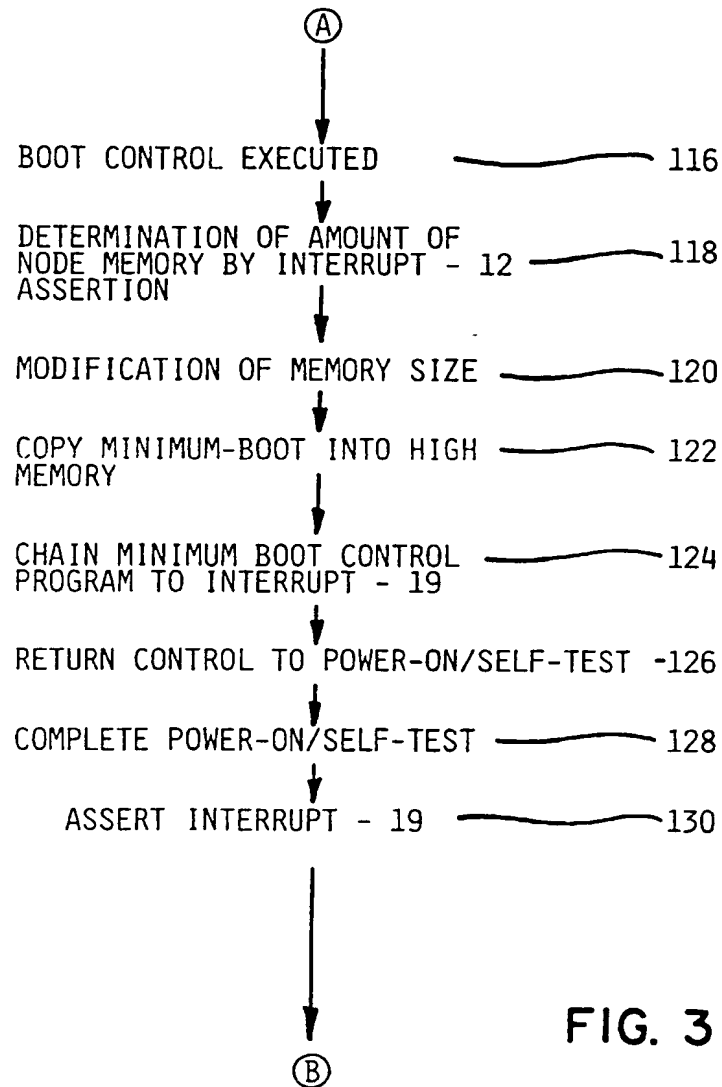 A
BOOT CONTROL EXECUTED 116
DETERMINATION OF AMOUNT OF
NODE MEMORY BY INTERRUPT - 12 118
ASSERTION
MODIFICATION OF MEMORY SIZE 120
COPY MINIMUM-BOOT INTO HIGH 122
MEMORY
CHAIN MINIMUM BOOT CONTROL 124
PROGRAM TO INTERRUPT - 19
RETURN CONTROL TO POWER-ON/SELF-TEST -126
COMPLETE POWER-ON/SELF-TEST 128
ASSERT INTERRUPT - 19 130
FIG. 3
B